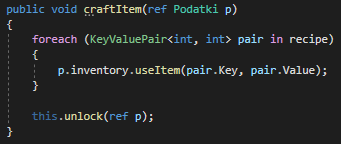 public void craftItem(ref Podatki p)
{
foreach (KeyValuePair<int, int> pair in recipe)
{
p.inventory.useItem(pair.Key, pair.Value);
}
this.unlock(ref p);
}